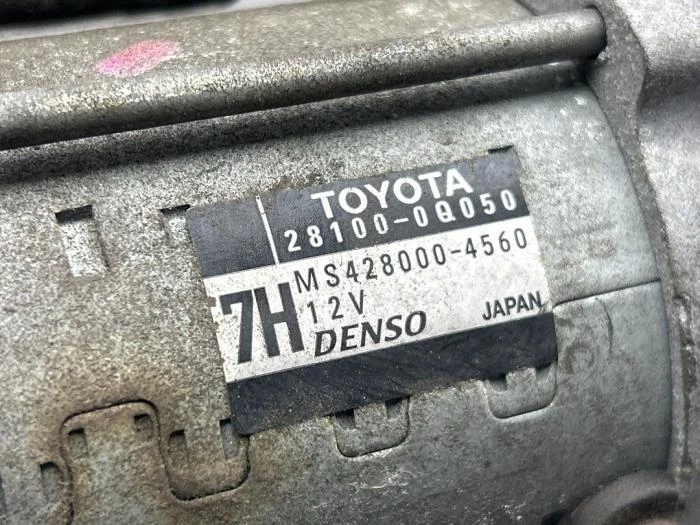 TOYOTA
28100-0Q050
MS428000-4560
7H
12V
DENSO JAPAN